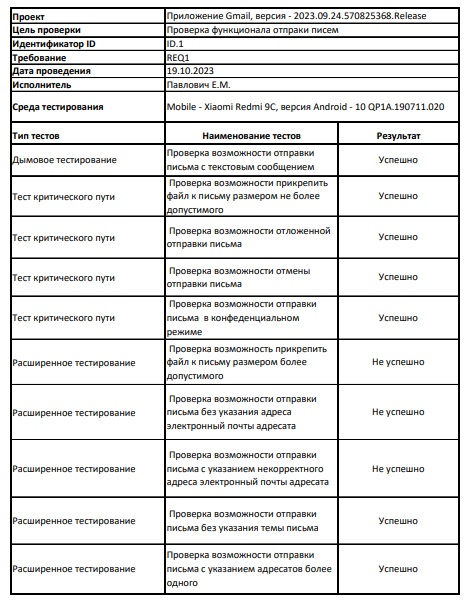 Проект Приложение Gmail, версия - 2023.09.24.570825368.Release
Цель проверки Проверка функционала отпраки писем
Идентификатор ID ID.1
Требование REQ1
Дата проведения 19.10.2023
Исполнитель Павлович Е.М.
Среда тестирования Mobile - Xiaomi Redmi 9C, версия Android - 10 QP1A.190711.020
Тип тестов Наименование тестов Результат
Дымовое тестирование Проверка возможности отправки
письма с текстовым сообщением Успешно
Тест критического пути Проверка возможности прикрепить
файл к письму размером не более
допустимого Успешно
Тест критического пути Проверка возможности отложенной
отправки письма Успешно
Тест критического пути Проверка возможности отмены
отправки письма Успешно
Тест критического пути Проверка возможности отправки
письма в конфеденциальном
режиме Успешно
Расширенное тестирование Проверка возможность прикрепить
файл к письму размером более
допустимого Не успешно
Расширенное тестирование Проверка возможности отправки
письма без указания адреса
электронный почты адресата Не успешно
Расширенное тестирование Проверка возможности отправки
письма с указанием некорректного
адреса электронный почты адресата Не успешно
Расширенное тестирование Проверка возможности отправки
письма без указания темы письма Успешно
Расширенное тестирование Проверка возможности отправки
письма с указанием адресатов более
одного Успешно